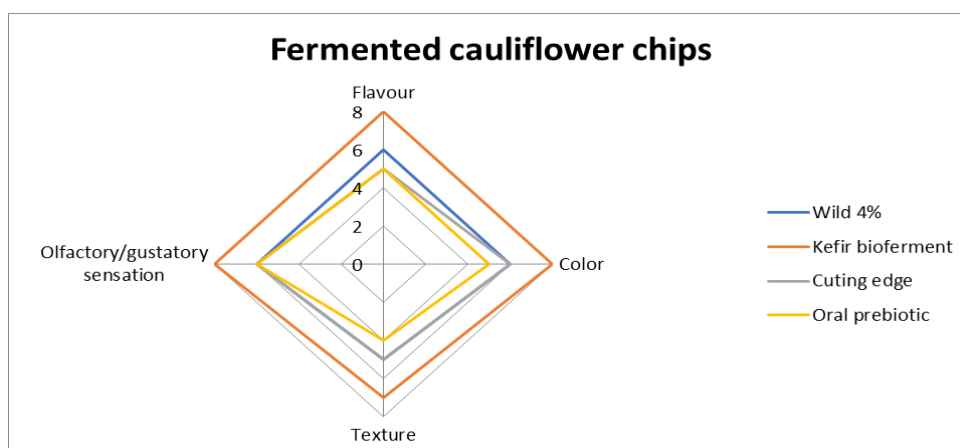 Fermented cauliflower chips
Flavour
8
6
4
2
0
Olfactory/gustatory
sensation
Color
Texture
Wild 4%
Kefir bioferment
Cuting edge
Oral prebiotic